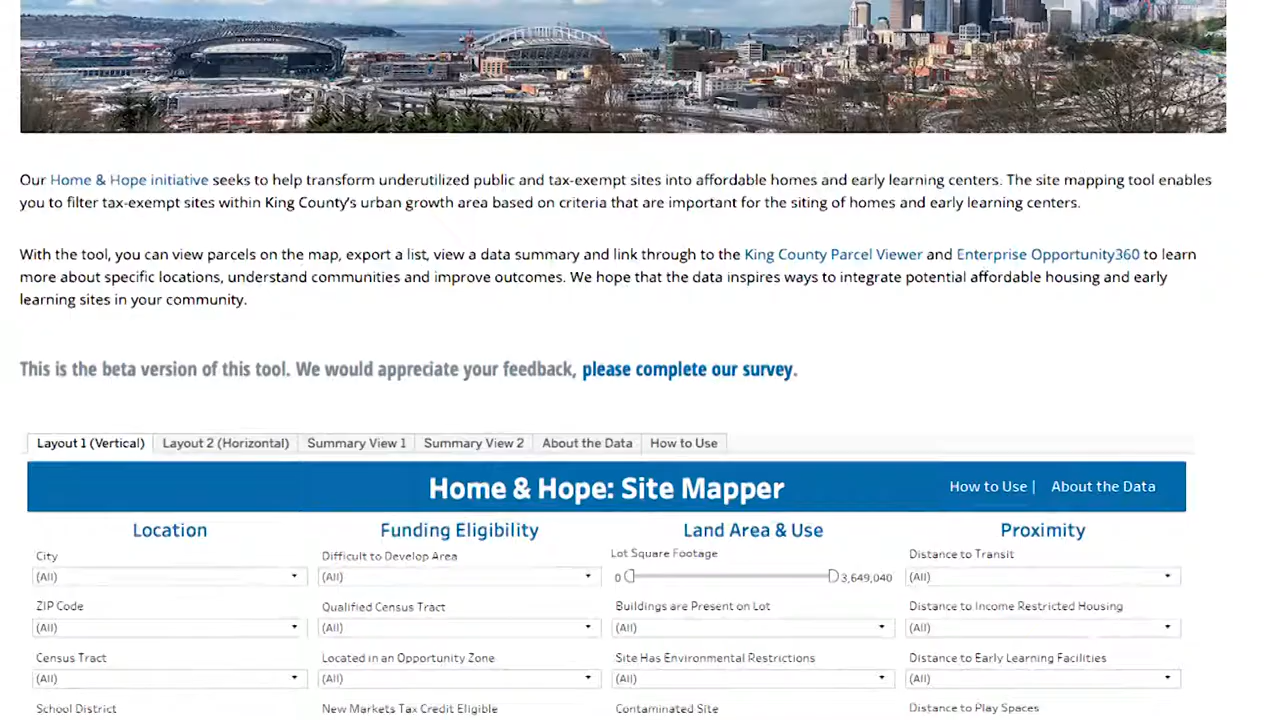 Our Home & Hope initiative seeks to help transform underutilized public and tax-exempt sites into affordable homes and early learning centers. The site mapping tool enables
you to filter tax-exempt sites within King County's urban growth area based on criteria that are important for the siting of homes and early learning centers.
With the tool, you can view parcels on the map, export a list, view a data summary and link through to the King County Parcel Viewer and Enterprise Opportunity360 to learn
more about specific locations, understand communities and improve outcomes. We hope that the data inspires ways to integrate potential affordable housing and early
learning sites in your community.
This is the beta version of this tool. We would appreciate your feedback, please complete our survey.
Layout 1 (Vertical) Layout 2 (Horizontal) Summary View 1 Summary View 2 About the Data How to Use
Home & Hope: Site Mapper How to Use | About the Data
Location Funding Eligibility Land Area & Use Proximity
City Difficult to Develop Area Lot Square Footage Distance to Transit
(All) (All) 0 3,649,040 (All)
ZIP Code Qualified Census Tract Buildings are Present on Lot Distance to Income Restricted Housing
(All) (All) (All) (All)
Census Tract Located in an Opportunity Zone Site Has Environmental Restrictions Distance to Early Learning Facilities
(All) (All) (All) (All)
School District New Markets Tax Credit Eligible Contaminated Site Distance to Play Spaces